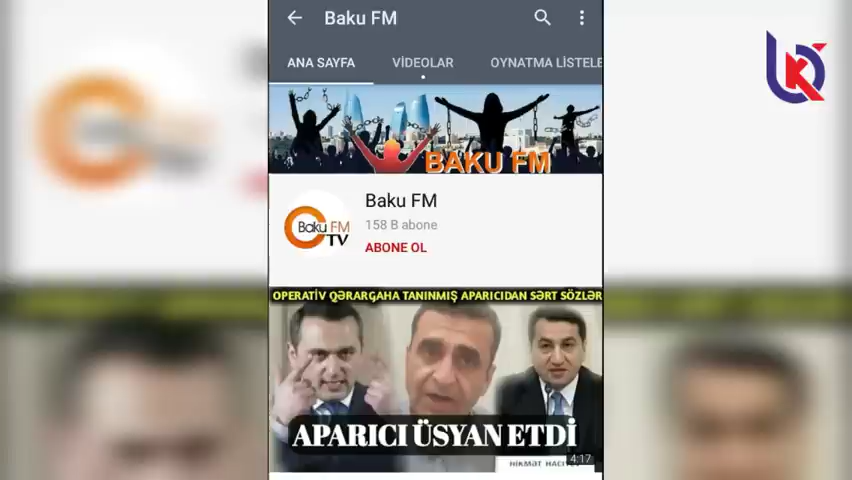 Baku FM
ANA SAYFA
VİDEOLAR
OYNATMA LİSTELE
BAKU FM
Baku FM
TV
Baku FM
158 B abone
ABONE OL
OPERATİV QƏRARGAHA TANINMIŞ APARICIDAN SƏRT SÖZLƏR
APARICI ÜSYAN ETDİ
HİKMƏT
4:17